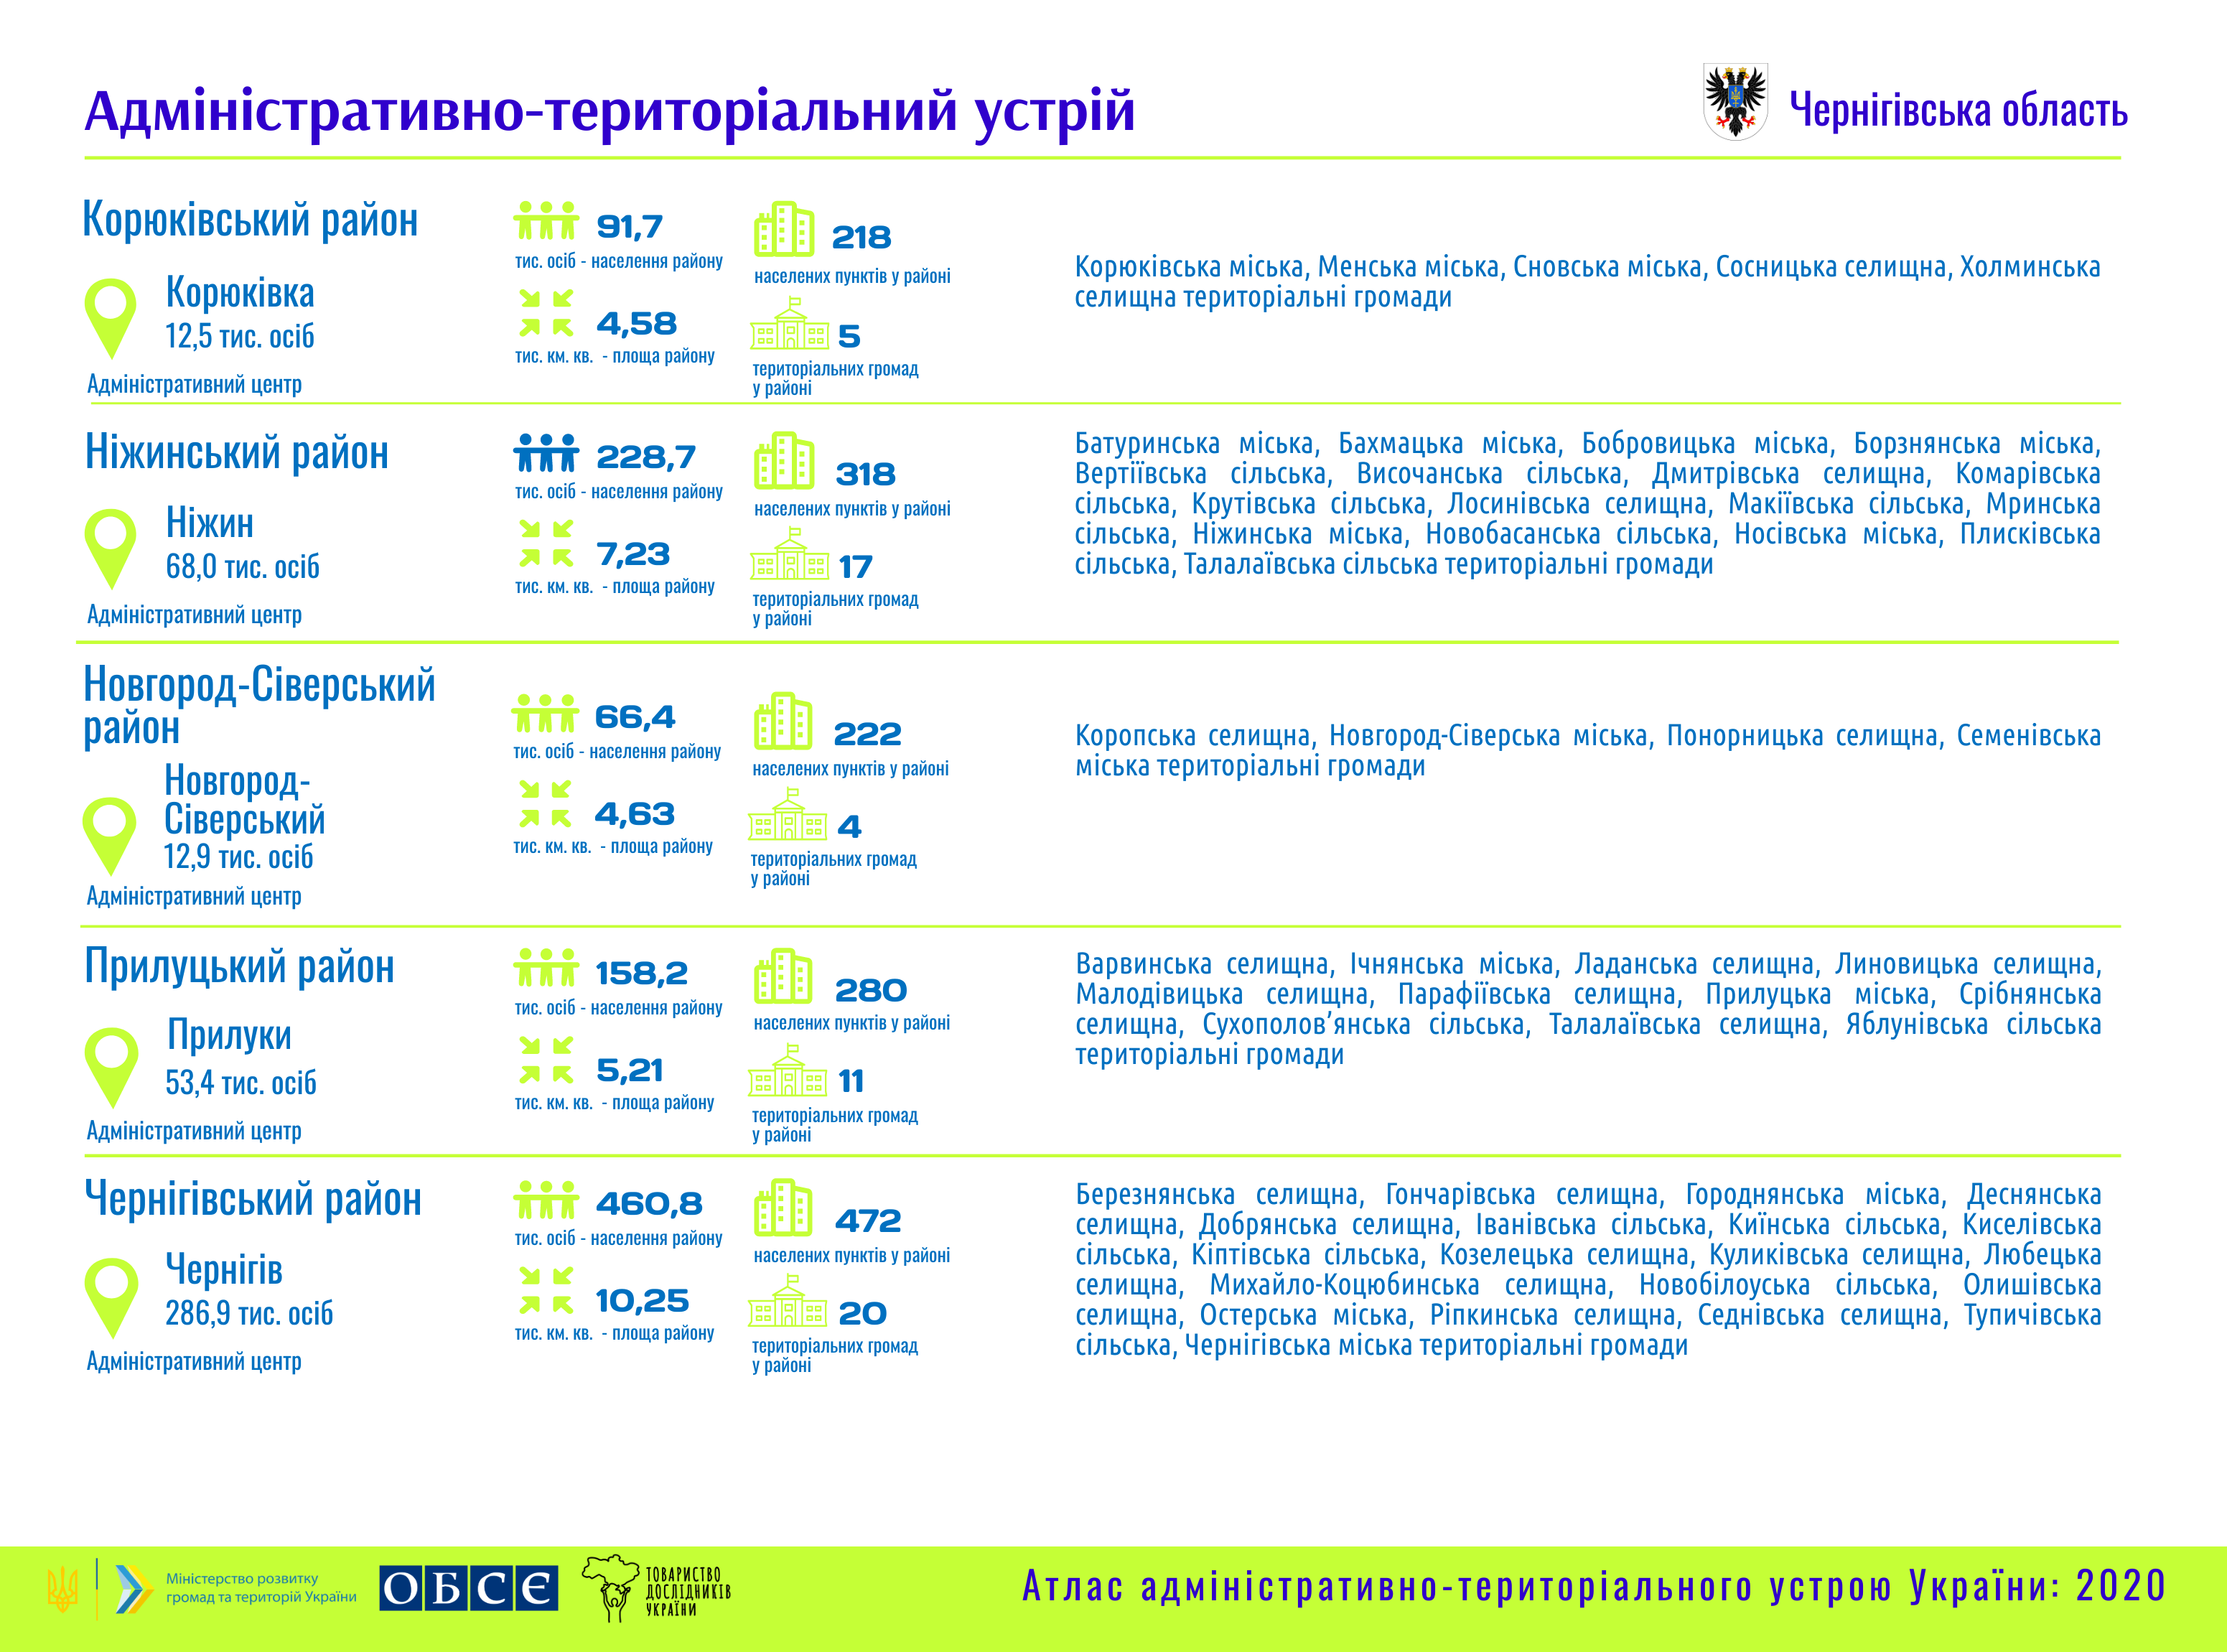 Адміністративно-територіальний устрій
Чернігівська область
Корюківський район
Корюківка
12,5 тис. осіб
Адміністративний центр
91,7
тис. осіб - населення району
4,58
тис. км. кв. - площа району
218
населених пунктів у районі
5
територіальних громад
у районі
Корюківська міська, Менська міська, Сновська міська, Сосницька селищна, Холминська
селищна територіальні громади
Ніжинський район
Ніжин
68,0 тис. осіб
Адміністративний центр
228,7
тис. осіб - населення району
7,23
тис. км. кв. - площа району
318
населених пунктів у районі
17
територіальних громад
у районі
Батуринська міська, Бахмацька міська, Бобровицька міська, Борзнянська міська,
Вертіївська сільська, Височанська сільська, Дмитрівська селищна, Комарівська
сільська, Крутівська сільська, Лосинівська селищна, Макіївська сільська, Мринська
сільська, Ніжинська міська, Новобасанська сільська, Носівська міська, Плисківська
сільська, Талалаївська сільська територіальні громади
Новгород-Сіверський
район
Новгород-
Сіверський
12,9 тис. осіб
Адміністративний центр
66,4
тис. осіб - населення району
4,63
тис. км. кв. - площа району
222
населених пунктів у районі
4
територіальних громад
у районі
Коропська селищна, Новгород-Сіверська міська, Понорницька селищна, Семенівська
міська територіальні громади
Прилуцький район
Прилуки
53,4 тис. осіб
Адміністративний центр
158,2
тис. осіб - населення району
5,21
тис. км. кв. - площа району
280
населених пунктів у районі
11
територіальних громад
у районі
Варвинська селищна, Ічнянська міська, Ладанська селищна, Линовицька селищна,
Малодівицька селищна, Парафіївська селищна, Прилуцька міська, Срібнянська
селищна, Сухополов’янська сільська, Талалаївська селищна, Яблунівська сільська
територіальні громади
Чернігівський район
Чернігів
286,9 тис. осіб
Адміністративний центр
460,8
тис. осіб - населення району
10,25
тис. км. кв. - площа району
472
населених пунктів у районі
20
територіальних громад
у районі
Березнянська селищна, Гончарівська селищна, Городнянська міська, Деснянська
селищна, Добрянська селищна, Іванівська сільська, Киїнська сільська, Киселівська
сільська, Кіптівська сільська, Козелецька селищна, Куликівська селищна, Любецька
селищна, Михайло-Коцюбинська селищна, Новобілоуська сільська, Олишівська
селищна, Остерська міська, Ріпкинська селищна, Седнівська селищна, Тупичівська
сільська, Чернігівська міська територіальні громади
Міністерство розвитку
громад та територій України
ОБСЄ
ТОВАРИСТВО
ДОСЛІДНИКІВ
УКРАЇНИ
Атлас адміністративно-територіального устрою України: 2020